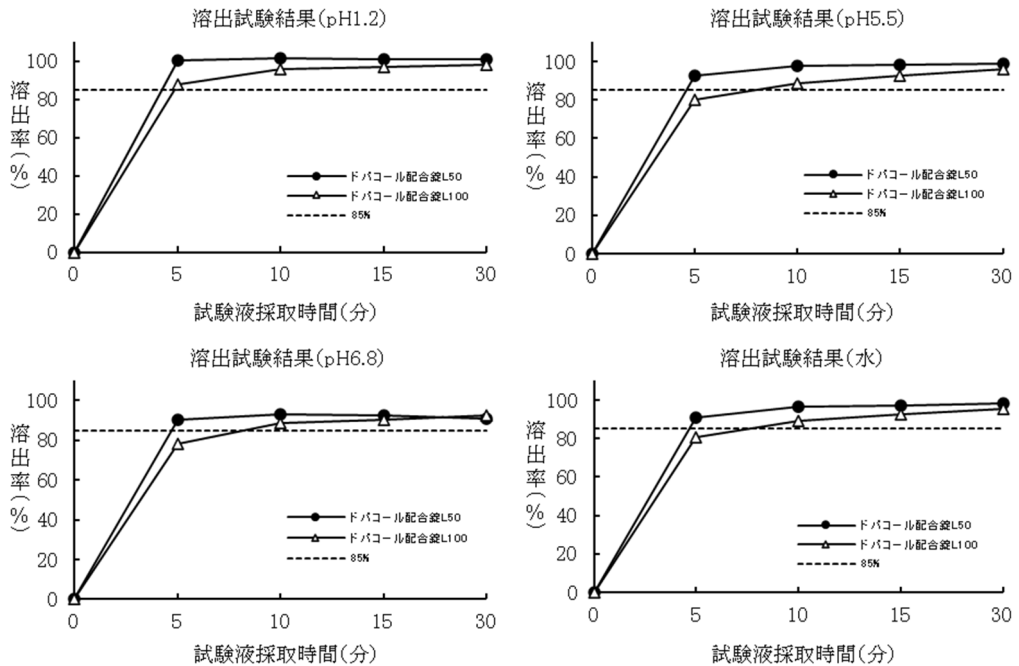 溶出試験結果(pH1.2)
溶出率(%)
100
80
60
40
20
0
ドパコール配合錠L50
ドパコール配合錠L100
85%
0 5 10 15 30
試験液採取時間(分)
溶出試験結果(pH5.5)
溶出率(%)
100
80
60
40
20
0
ドパコール配合錠L50
ドパコール配合錠L100
85%
0 5 10 15 30
試験液採取時間(分)
溶出試験結果(pH6.8)
溶出率(%)
100
80
60
40
20
0
ドパコール配合錠L50
ドパコール配合錠L100
85%
0 5 10 15 30
試験液採取時間(分)
溶出試験結果(水)
溶出率(%)
100
80
60
40
20
0
ドパコール配合錠L50
ドパコール配合錠L100
85%
0 5 10 15 30
試験液採取時間(分)